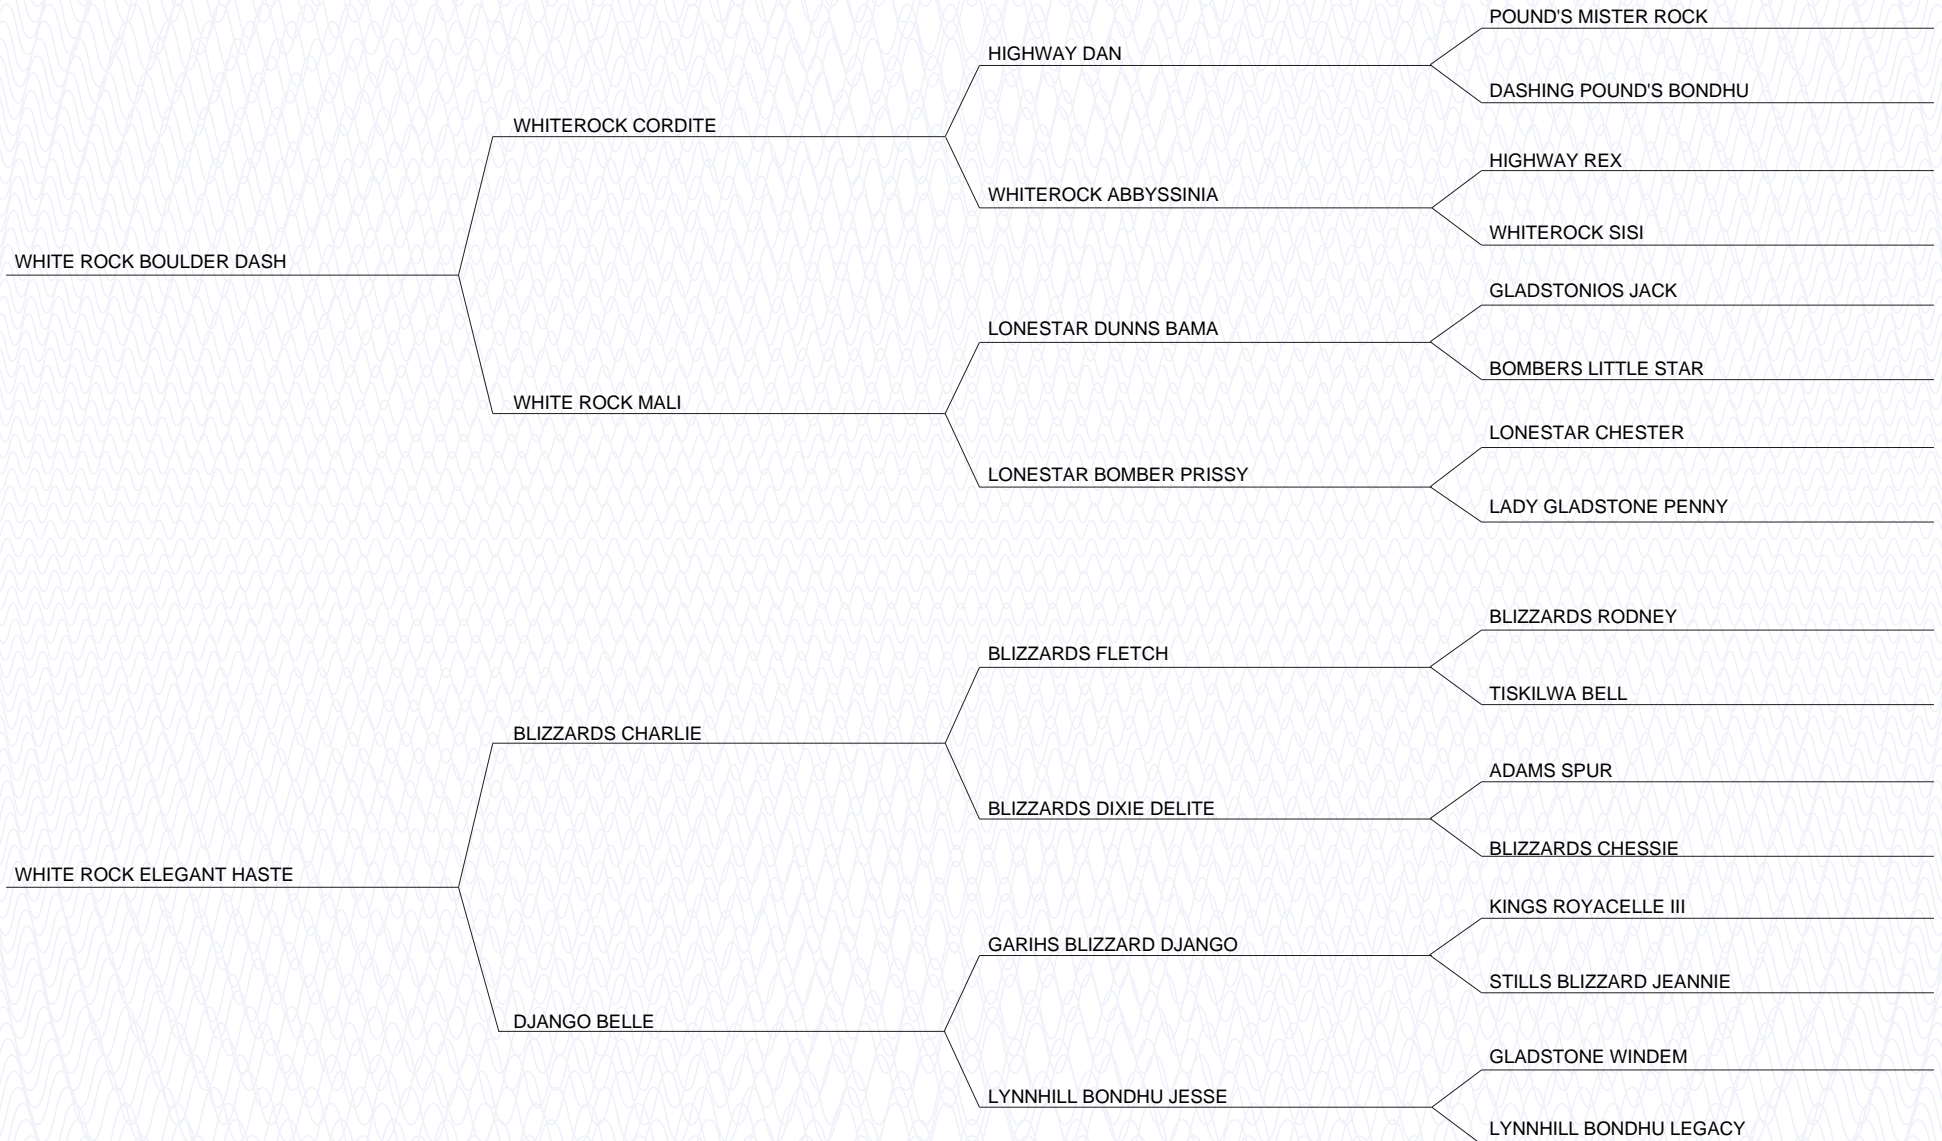 POUND'S MISTER ROCK
HIGHWAY DAN
DASHING POUND'S BONDHU
WHITEROCK CORDITE
HIGHWAY REX
WHITEROCK ABBYSSINIA
WHITEROCK SISI
WHITE ROCK BOULDER DASH
GLADSTONIOS JACK
LONESTAR DUNNS BAMA
BOMBERS LITTLE STAR
WHITE ROCK MALI
LONESTAR CHESTER
LONESTAR BOMBER PRISSY
LADY GLADSTONE PENNY
BLIZZARDS RODNEY
BLIZZARDS FLETCH
TISKILWA BELL
BLIZZARDS CHARLIE
ADAMS SPUR
BLIZZARDS DIXIE DELITE
BLIZZARDS CHESSIE
WHITE ROCK ELEGANT HASTE
KINGS ROYACELLE III
GARIHS BLIZZARD DJANGO
STILLS BLIZZARD JEANNIE
DJANGO BELLE
GLADSTONE WINDEM
LYNNHILL BONDHU JESSE
LYNNHILL BONDHU LEGACY